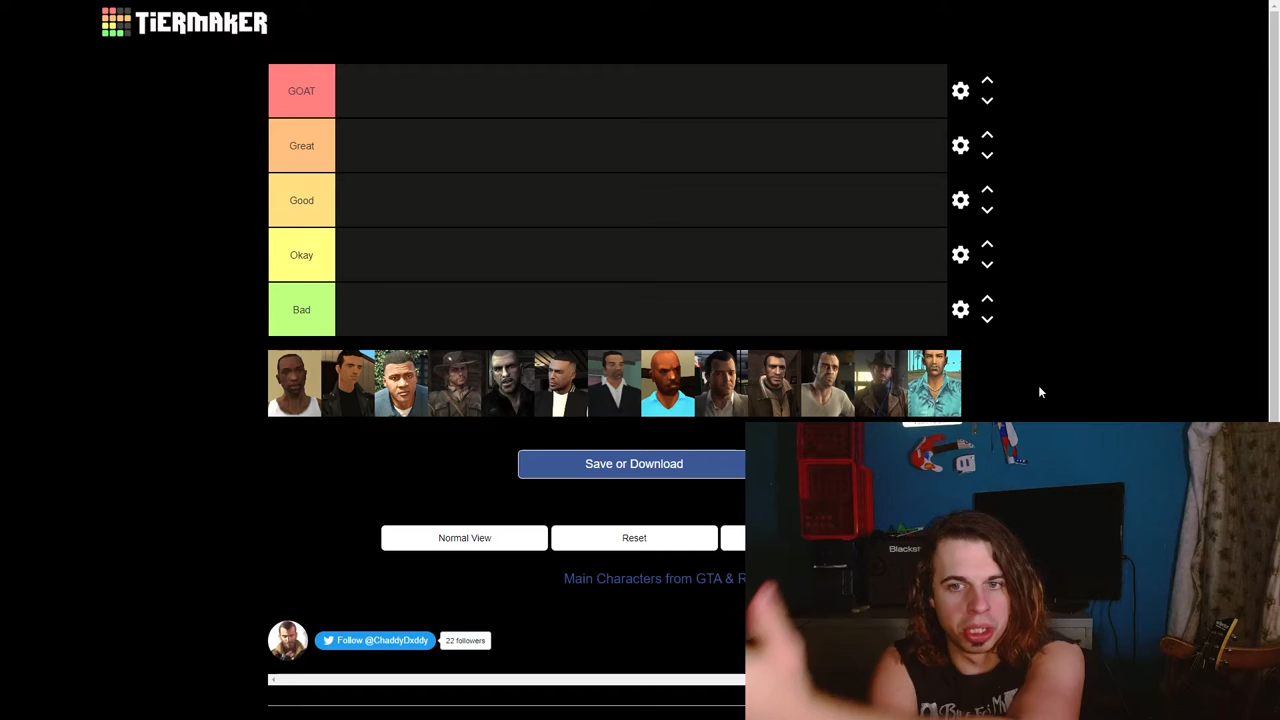 TiERMAKER
GOAT
Great
Good
Okay
Bad
Save or Download
Normal View
Reset
Main Characters from GTA & R
Follow @ChaddyDxddy
22 followers
Blackst